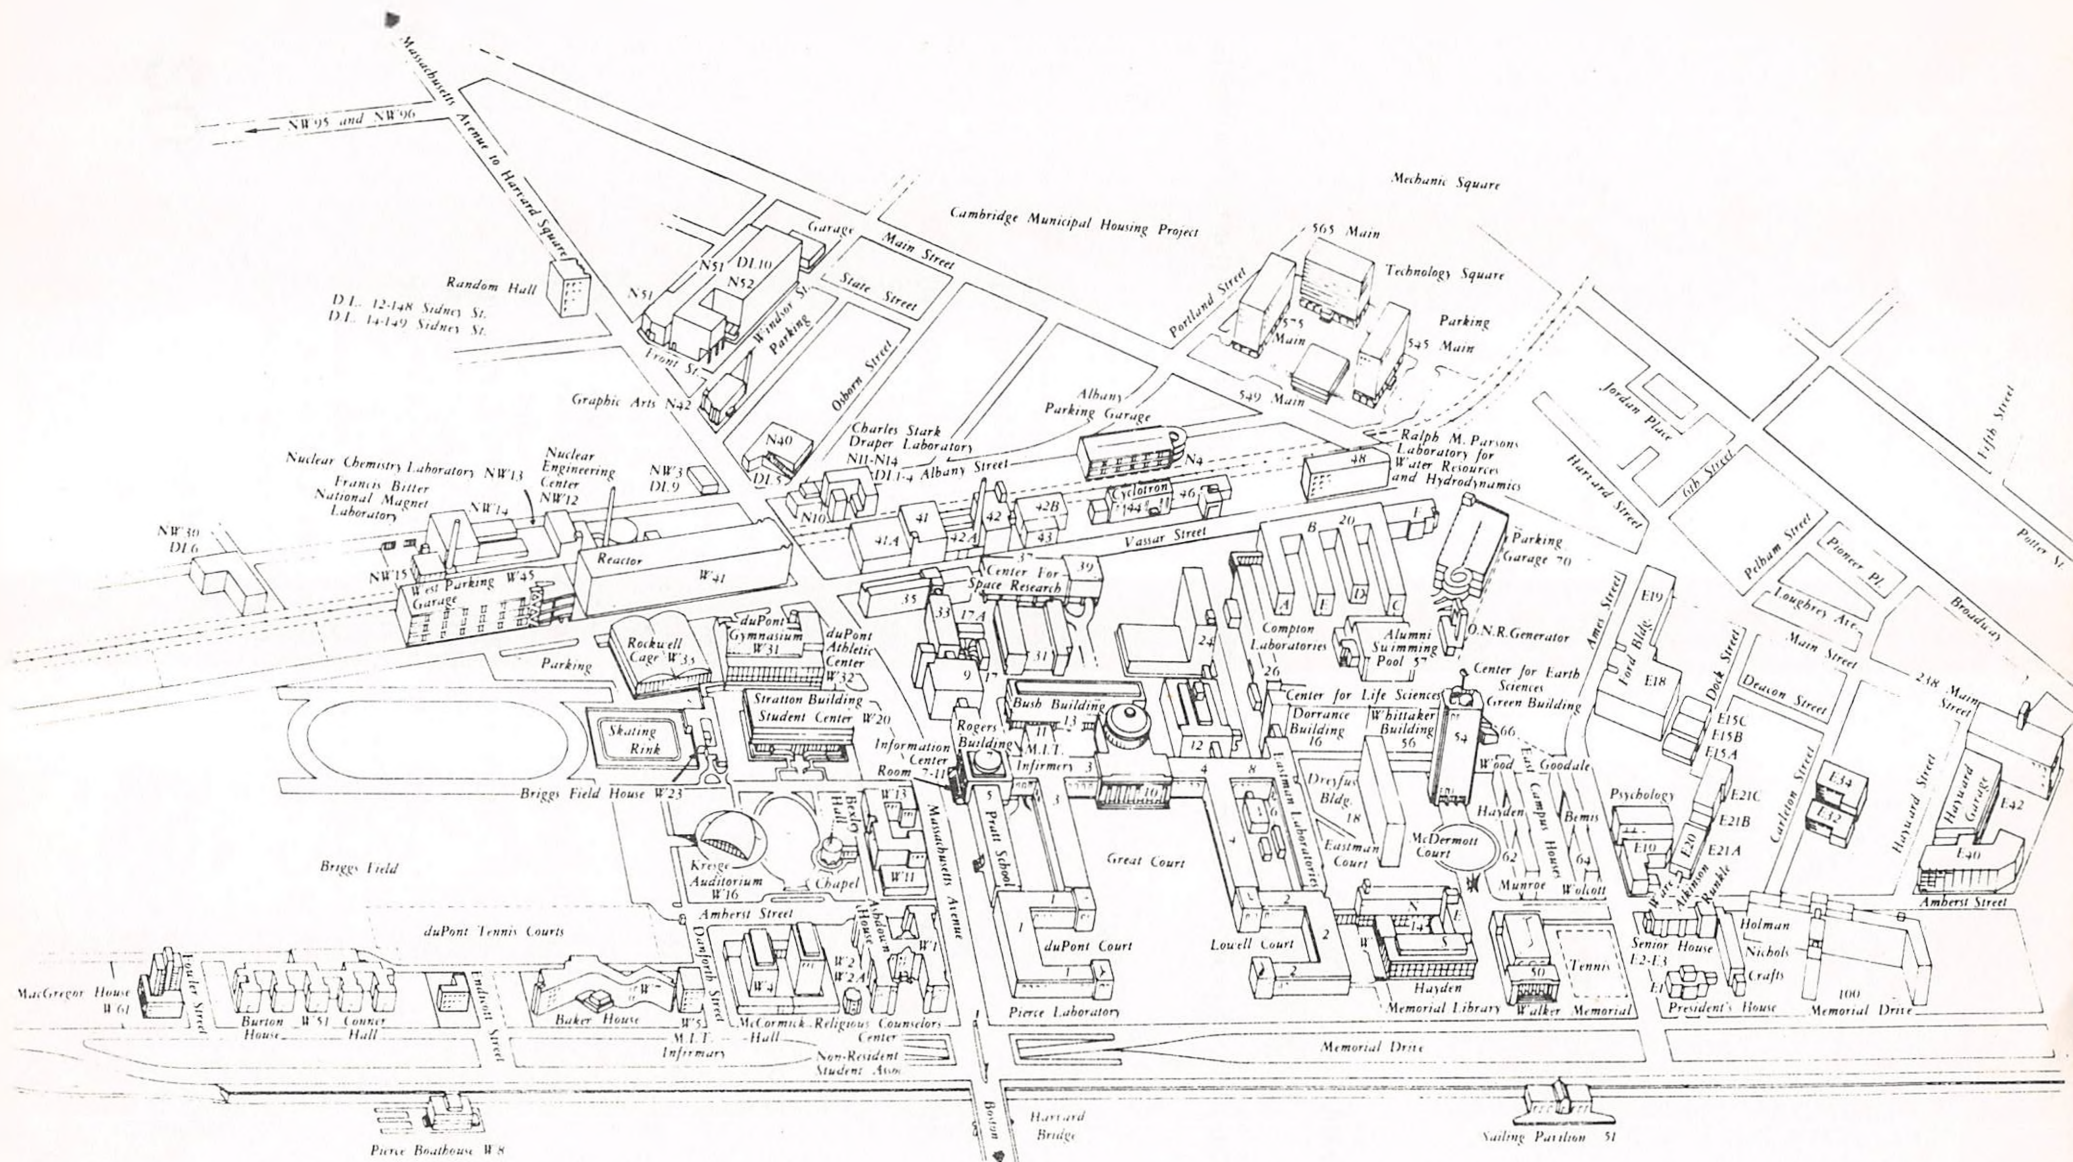 Massachusetts Avenue to Harvard Square
NW95 and NW96
Mechanic Square
Cambridge Municipal Housing Project
565 Main
Garage
Main Street
Technology Square
N51
DL10
N52
N51
State Street
Portland Street
Random Hall
D.L. 12-148 Sidney St.
D.L. 14-149 Sidney St.
Windsor St.
Parking
575
Main
Parking
545 Main
Front St.
Osborn Street
Jordan Place
Fifth Street
Graphic Arts N42
Albany
Parking Garage
549 Main
Charles Stark
Draper Laboratory
N11-N14
DL1-4
Albany Street
N40
DL5
N4
Ralph M. Parsons
Laboratory for
Water Resources
and Hydrodynamics
48
Harvard Street
6th Street
Nuclear Chemistry Laboratory NW13
Nuclear
Engineering
Center
NW12
NW3
DL9
Francis Bitter
National Magnet
Laboratory
NW14
N10
41
42
42B
Cyclotron
44
46
NW30
DL6
41A
42A
43
Vassar Street
B
20
F
Parking
Garage 70
Pelham Street
Pioneer Pl.
Potter St.
NW15
West Parking
Garage
W45
Reactor
W41
35
37
Center For
Space Research
39
Loughrey Ave.
Broadway
Rockwell
Cage W35
duPont
Gymnasium
W31
duPont
Athletic
Center
W32
33
17A
31
24
A
E
D
C
Compton
Laboratories
26
Alumni
Swimming
Pool 57
O.N.R. Generator
Ames Street
E19
Ford Bldg.
E18
Main Street
Dock Street
Deacon Street
238 Main
Street
Parking
9
17
Center for Earth
Sciences
Green Building
Center for Life Sciences
Stratton Building
Student Center W20
Bush Building
13
Dorrance
Building
16
Whittaker
Building
56
54
66
E15C
E15B
E15A
Skating
Rink
Rogers
Building
11
M.I.T.
Infirmery
12
Information
Center
Room 7-11
3
4
8
10
Wood
Goodale
Briggs Field House W23
W13
Bexley
Hall
5
3
Pratt School
Massachusetts Avenue
Eastman Laboratories
6
Dreyfus
Bldg.
18
Eastman
Court
McDermott
Court
Hayden
East Campus Houses
Bemis
Psychology
E21C
E21B
E21A
E20
E19
E34
E32
Carleton Street
Hayward Street
Hayward
Garage
E42
E40
Briggs Field
Kresge
Auditorium
W16
Chapel
W11
Great Court
62
64
Munroe
Wolcott
Ware
Atkinson
Runkle
Amherst Street
Amherst Street
duPont Tennis Courts
Danforth Street
Ashdown
House
W1
W2
W2A
W4
1
1
1
duPont Court
Lowell Court
2
2
2
N
E
14
S
W
Hayden
Memorial Library
50
Walker Memorial
Tennis
Senior House
E2-E3
E1
President's House
Holman
Nichols
Crafts
100
Memorial Drive
MacGregor House
W61
Fowler Street
Burton
House
W51
Conner
Hall
Endicott Street
Baker House
W5
M.I.T.
Infirmary
McCormick
Hall
Religious Counselors
Center
Non-Resident
Student Assn
Pierce Laboratory
Memorial Drive
Boston
Harvard
Bridge
Pierce Boathouse W8
Sailing Pavilion 51